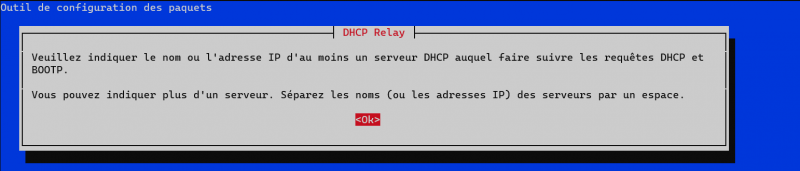 Outil de configuration des paquets
DHCP Relay
Veuillez indiquer le nom ou l'adresse IP d'au moins un serveur DHCP auquel faire suivre les requêtes DHCP et
BOOTP.
Vous pouvez indiquer plus d'un serveur. Séparez les noms (ou les adresses IP) des serveurs par un espace.
<Ok>